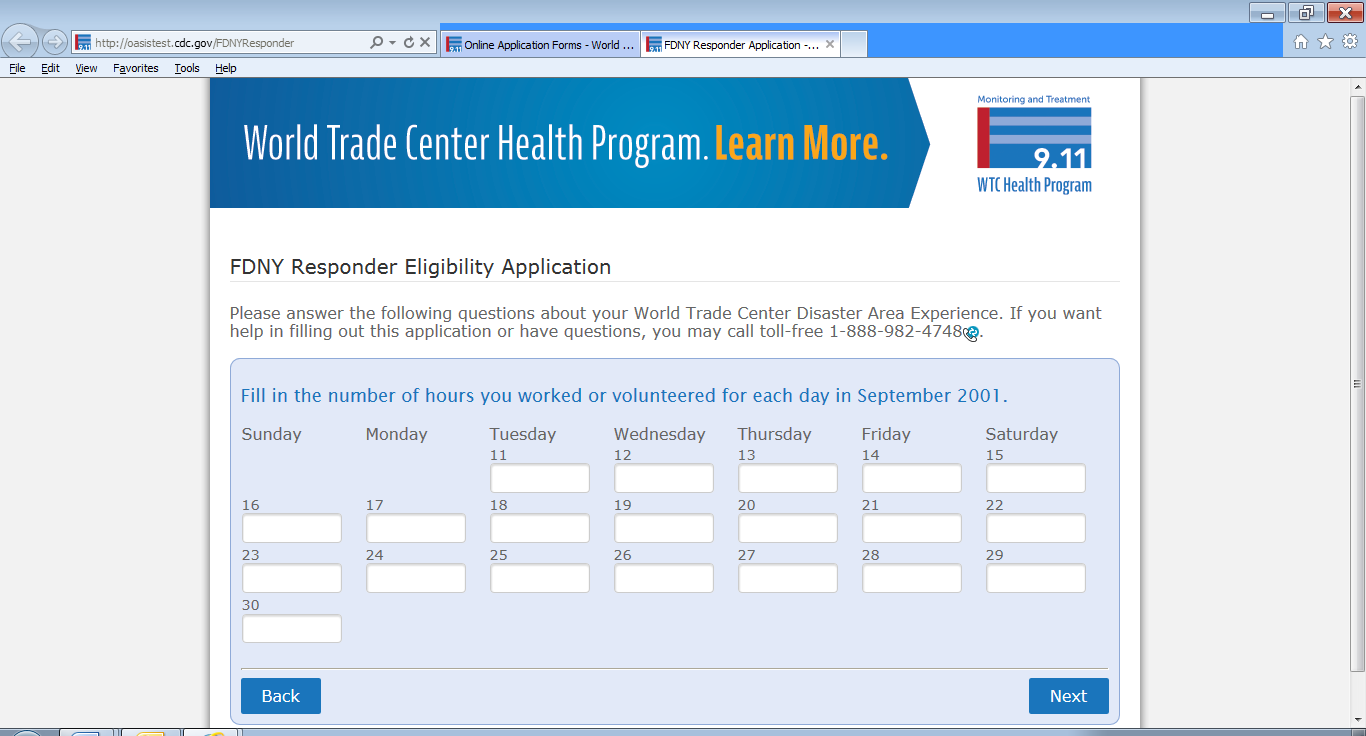 http://oasistest.cdc.gov/FDNYResponder
Online Application Forms - World ...
FDNY Responder Application -...
File Edit View Favorites Tools Help
World Trade Center Health Program. Learn More.
Monitoring and Treatment
9.11
WTC Health Program
FDNY Responder Eligibility Application
Please answer the following questions about your World Trade Center Disaster Area Experience. If you want
help in filling out this application or have questions, you may call toll-free 1-888-982-4748.
Fill in the number of hours you worked or volunteered for each day in September 2001.
Sunday Monday Tuesday Wednesday Thursday Friday Saturday
11 12 13 14 15
16 17 18 19 20 21 22
23 24 25 26 27 28 29
30
Back Next